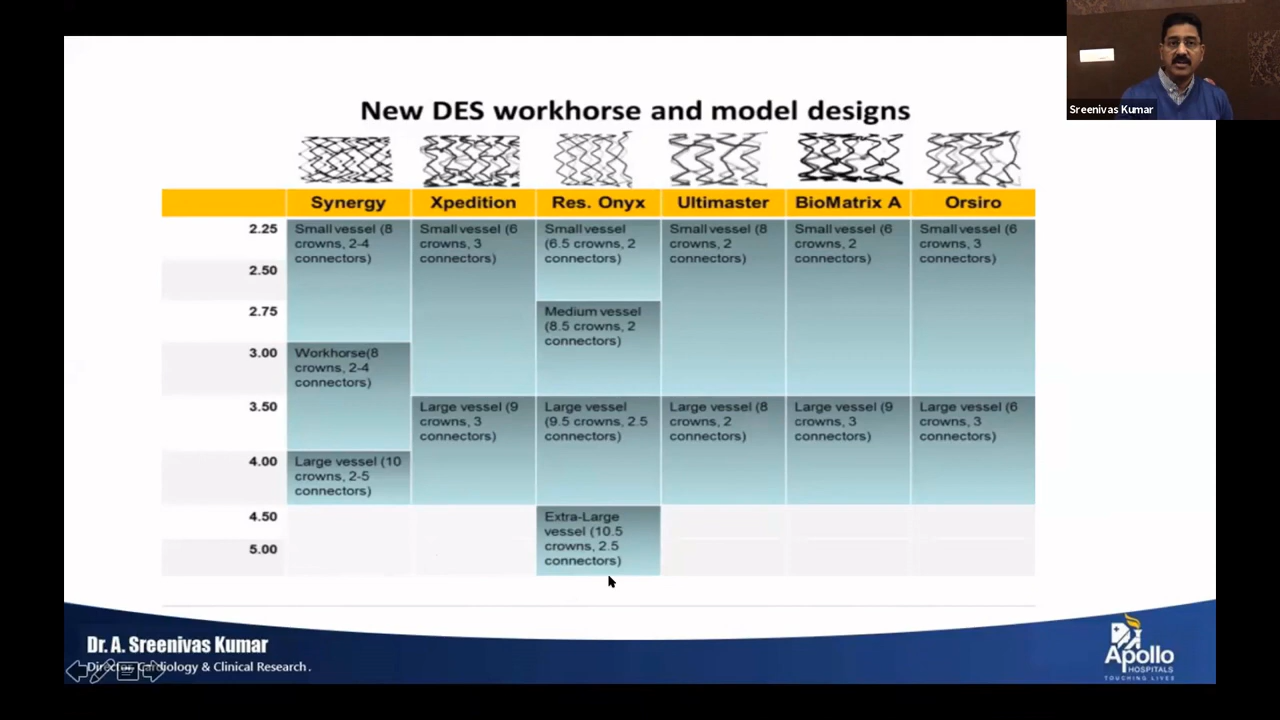 Sreenivas Kumar
New DES workhorse and model designs
Synergy Xpedition Res. Onyx Ultimaster BioMatrix A Orsiro
2.25
2.50
2.75
3.00
3.50
4.00
4.50
5.00
Small vessel (8
crowns, 2-4
connectors)
Workhorse(8
crowns, 2-4
connectors)
Large vessel (10
crowns, 2-5
connectors)
Small vessel (6
crowns, 3
connectors)
Large vessel (9
crowns, 3
connectors)
Small vessel
(6.5 crowns, 2
connectors)
Medium vessel
(8.5 crowns, 2
connectors)
Large vessel
(9.5 crowns, 2.5
connectors)
Extra-Large
vessel (10.5
crowns, 2.5
connectors)
Small vessel (8
crowns, 2
connectors)
Large vessel (8
crowns, 2
connectors)
Small vessel (6
crowns, 2
connectors)
Large vessel (9
crowns, 3
connectors)
Small vessel (6
crowns, 3
connectors)
Large vessel (6
crowns, 3
connectors)
Dr. A. Sreenivas Kumar
Director, Cardiology & Clinical Research .
Apollo
HOSPITALS
TOUCHING LIVES